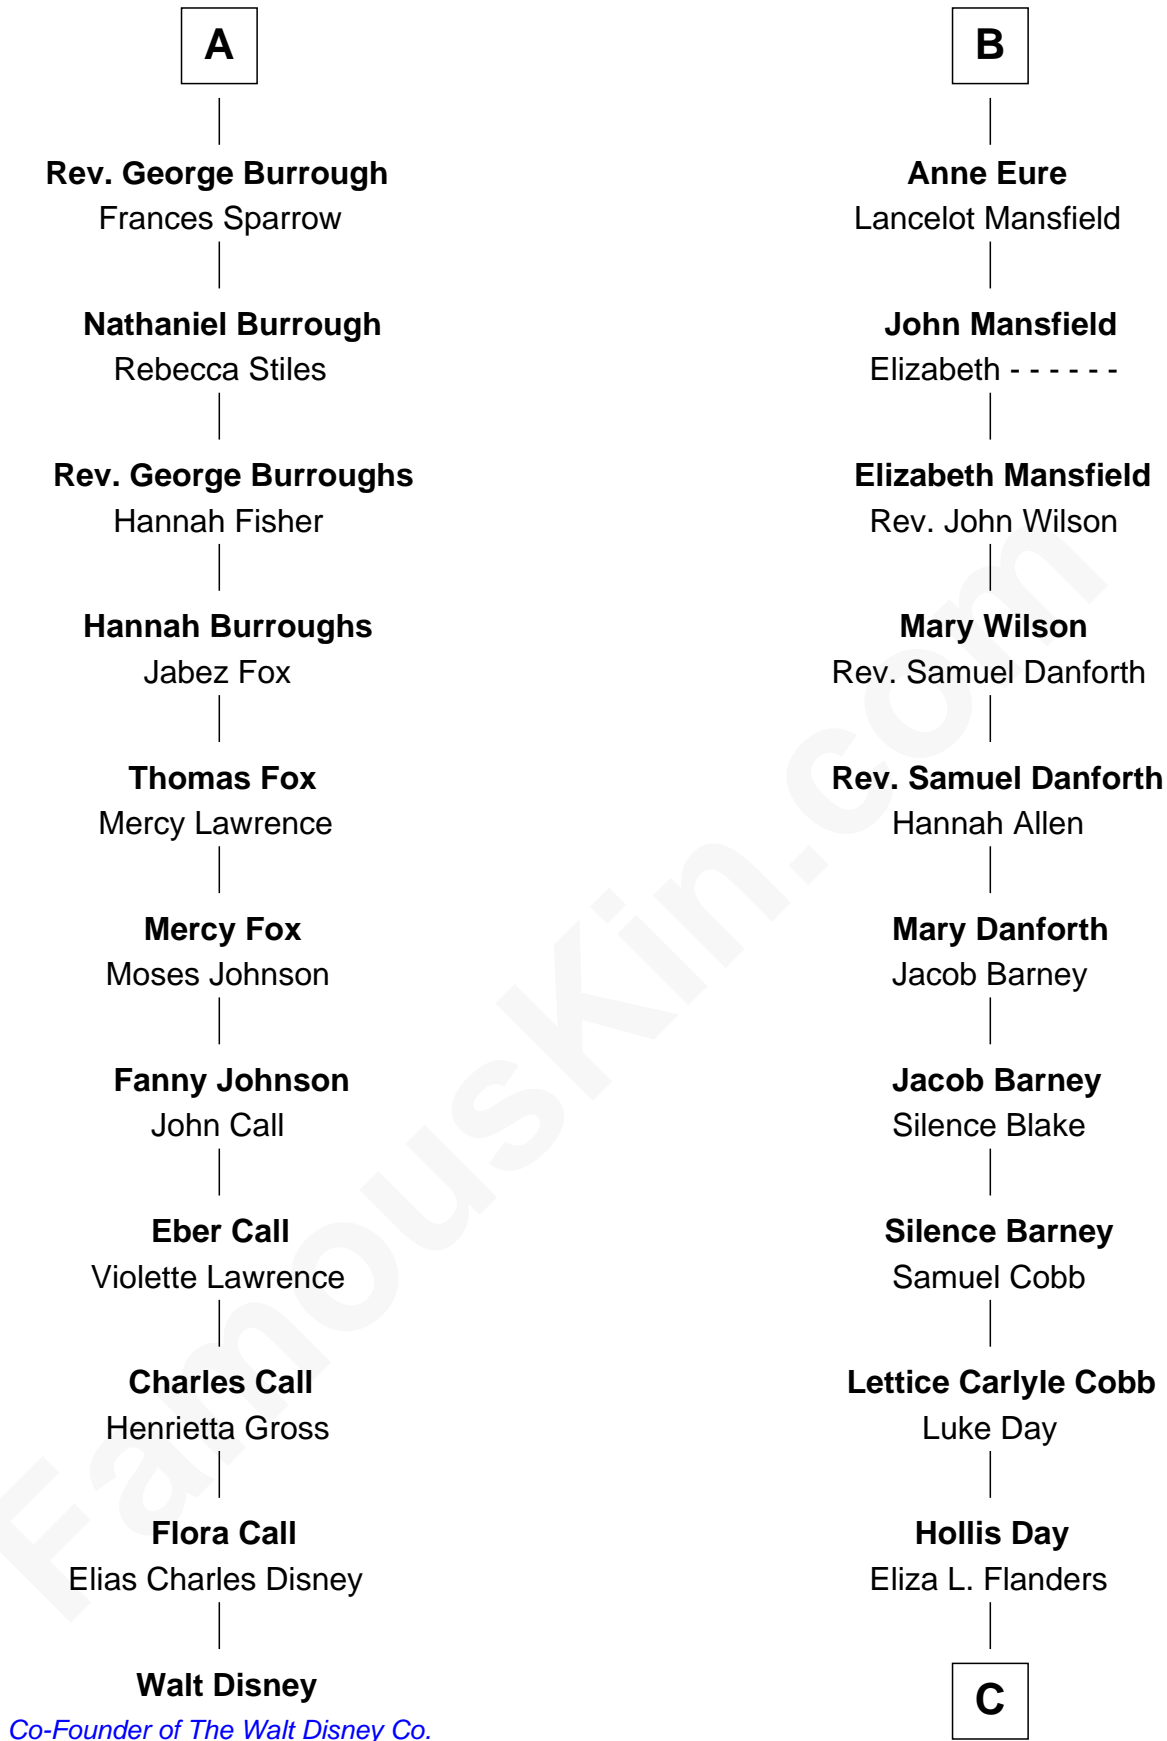 A
Rev. George Burrough
Frances Sparrow
Nathaniel Burrough
Rebecca Stiles
Rev. George Burroughs
Hannah Fisher
Hannah Burroughs
Jabez Fox
Thomas Fox
Mercy Lawrence
Mercy Fox
Moses Johnson
Fanny Johnson
John Call
Eber Call
Violette Lawrence
Charles Call
Henrietta Gross
Flora Call
Elias Charles Disney
Walt Disney
Co-Founder of The Walt Disney Co.
B
Anne Eure
Lancelot Mansfield
John Mansfield
Elizabeth - - - - - -
Elizabeth Mansfield
Rev. John Wilson
Mary Wilson
Rev. Samuel Danforth
Rev. Samuel Danforth
Hannah Allen
Mary Danforth
Jacob Barney
Jacob Barney
Silence Blake
Silence Barney
Samuel Cobb
Lettice Carlyle Cobb
Luke Day
Hollis Day
Eliza L. Flanders
C
FamousKin.com